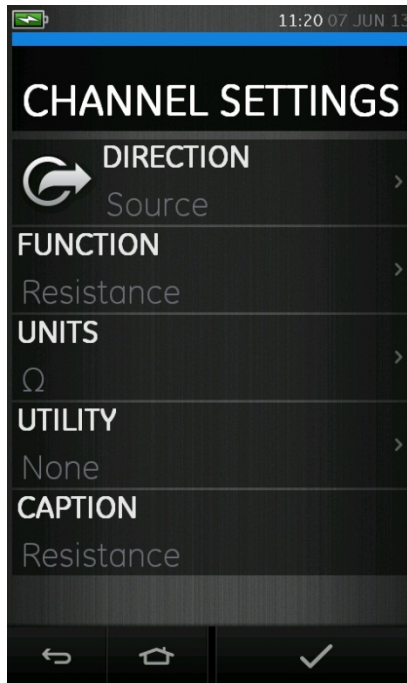 11:20 07 JUN 13
CHANNEL SETTINGS
DIRECTION
Source
FUNCTION
Resistance
UNITS
Ω
UTILITY
None
CAPTION
Resistance